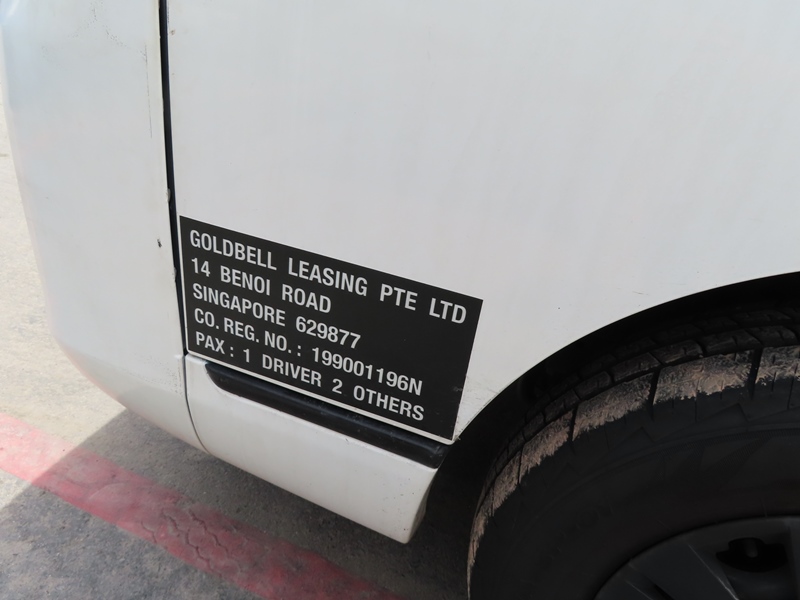 GOLDBELL LEASING PTE LTD
14 BENOI ROAD
SINGAPORE 629877
CO. REG. NO. : 199001196N
PAX : 1 DRIVER 2 OTHERS